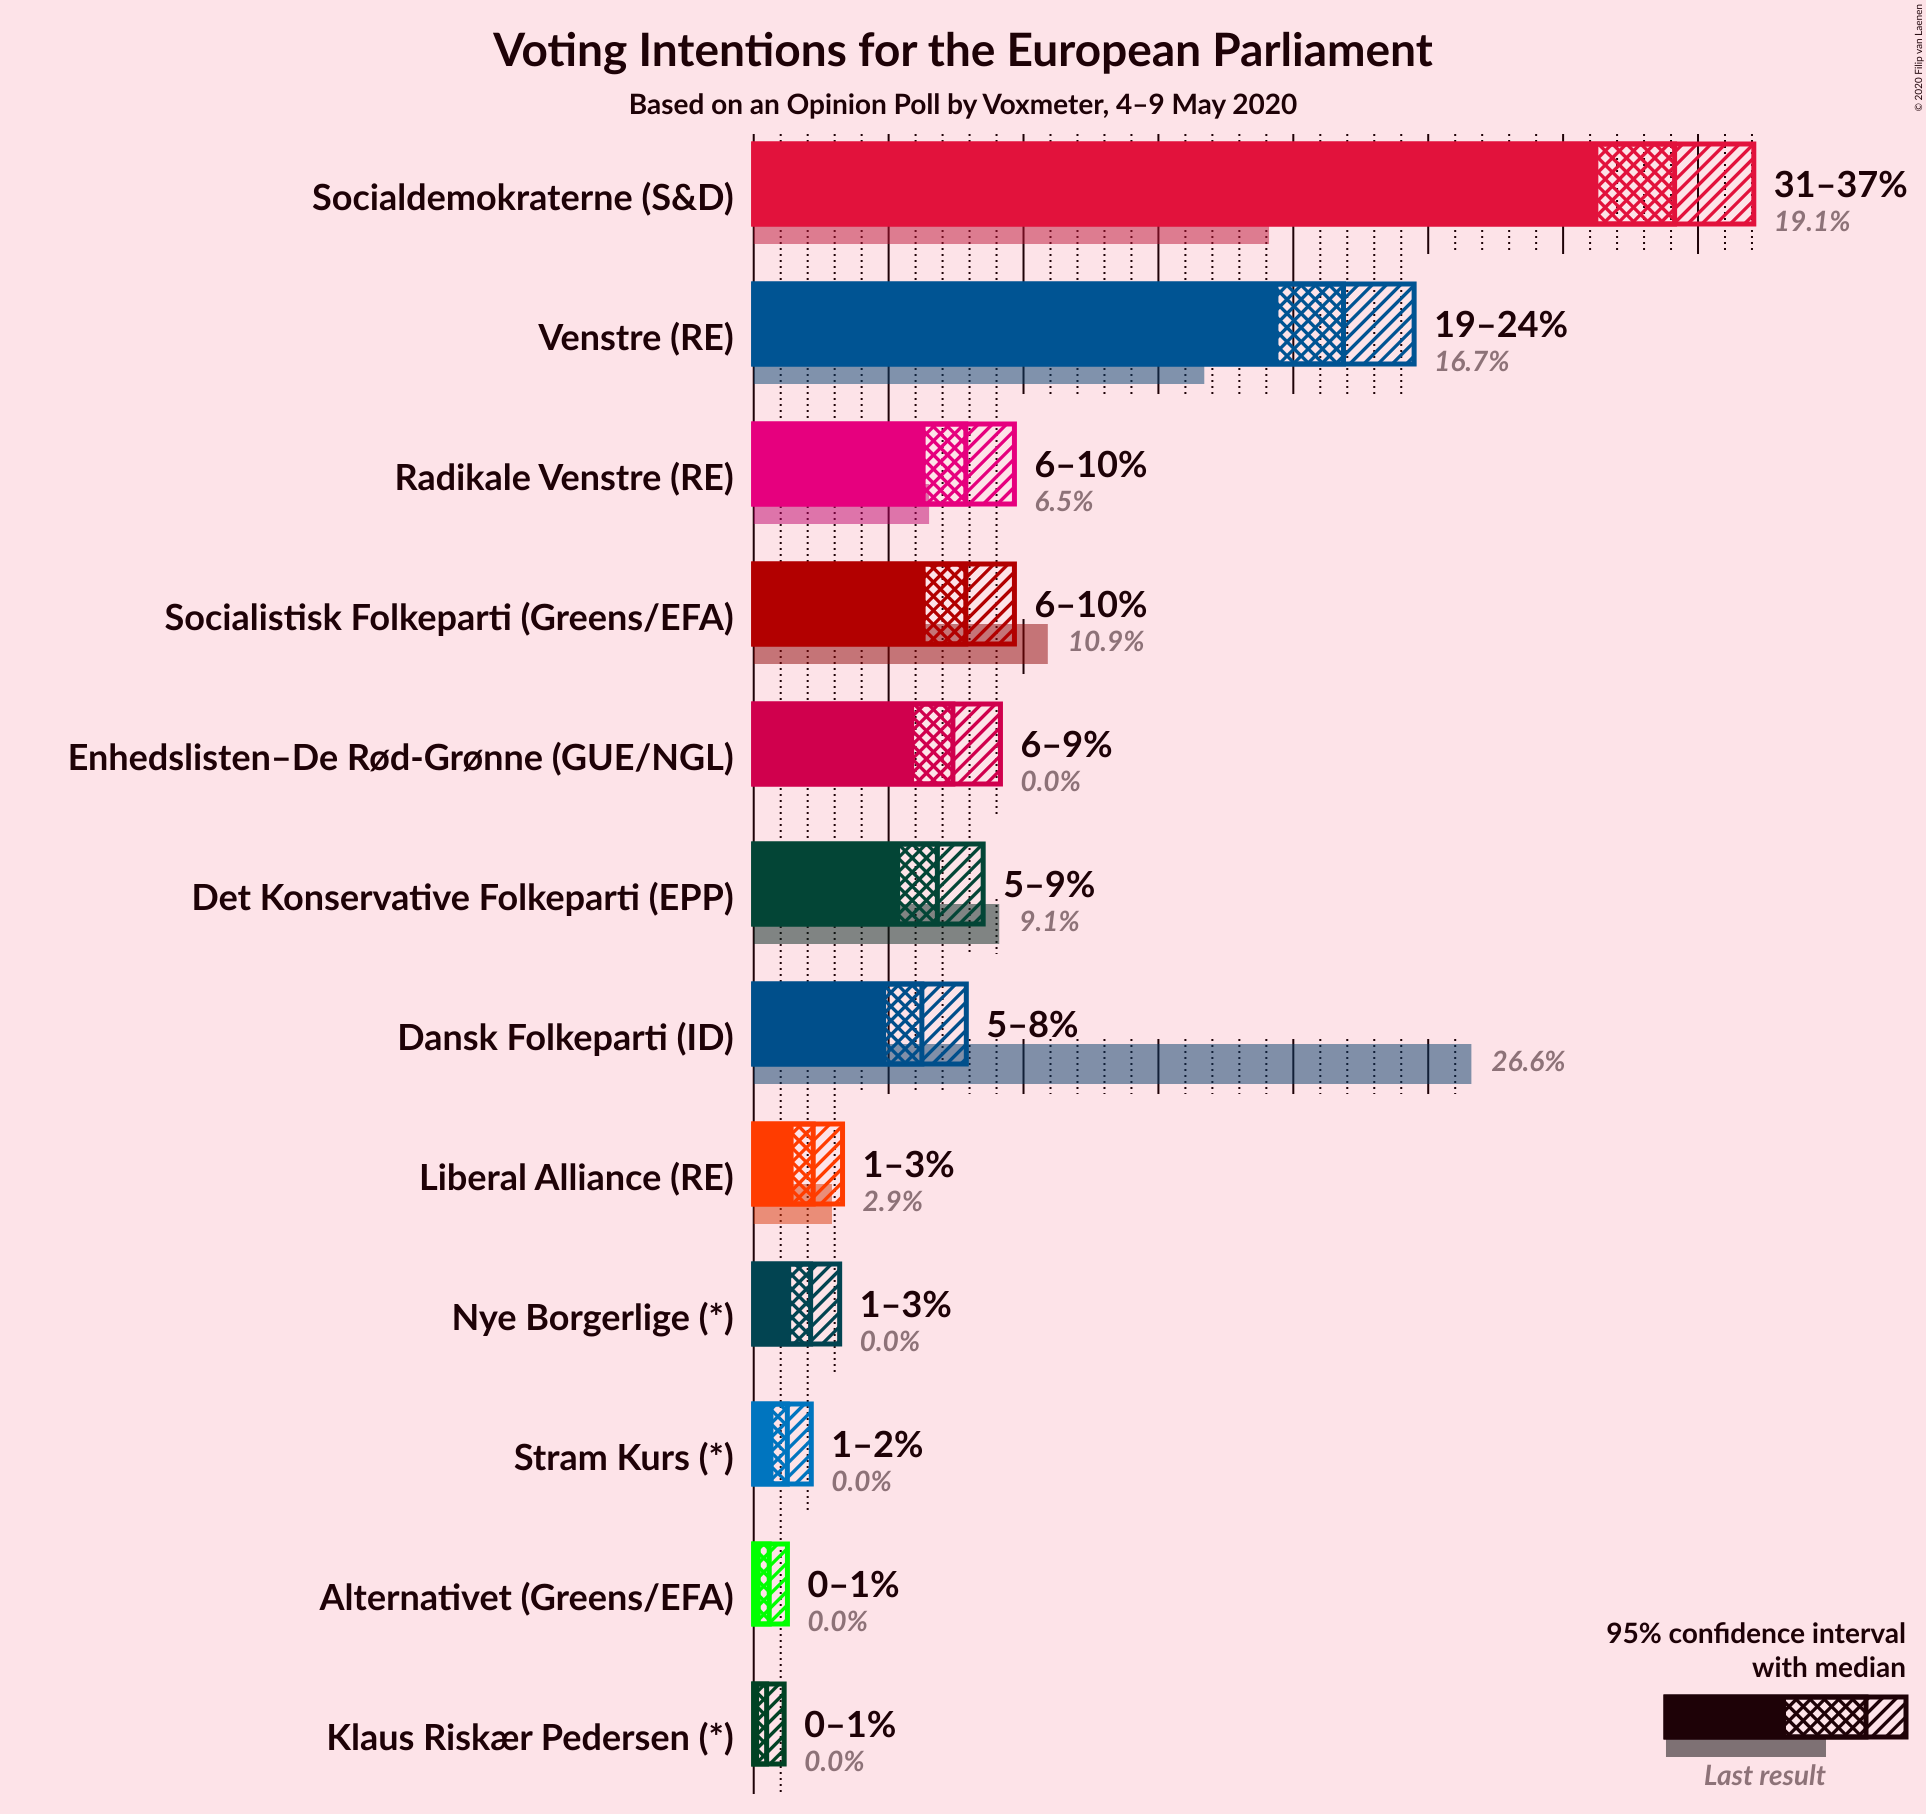 Voting Intentions for the European Parliament
Based on an Opinion Poll by Voxmeter, 4–9 May 2020
© 2020 Filip van Laenen
Socialdemokraterne (S&D)
31–37%
19.1%
Venstre (RE)
19–24%
16.7%
Radikale Venstre (RE)
6–10%
6.5%
Socialistisk Folkeparti (Greens/EFA)
6–10%
10.9%
Enhedslisten–De Rød-Grønne (GUE/NGL)
6–9%
0.0%
Det Konservative Folkeparti (EPP)
5–9%
9.1%
Dansk Folkeparti (ID)
5–8%
26.6%
Liberal Alliance (RE)
1–3%
2.9%
Nye Borgerlige (*)
1–3%
0.0%
Stram Kurs (*)
1–2%
0.0%
Alternativet (Greens/EFA)
0–1%
0.0%
Klaus Riskær Pedersen (*)
0–1%
0.0%
95% confidence interval
with median
Last result